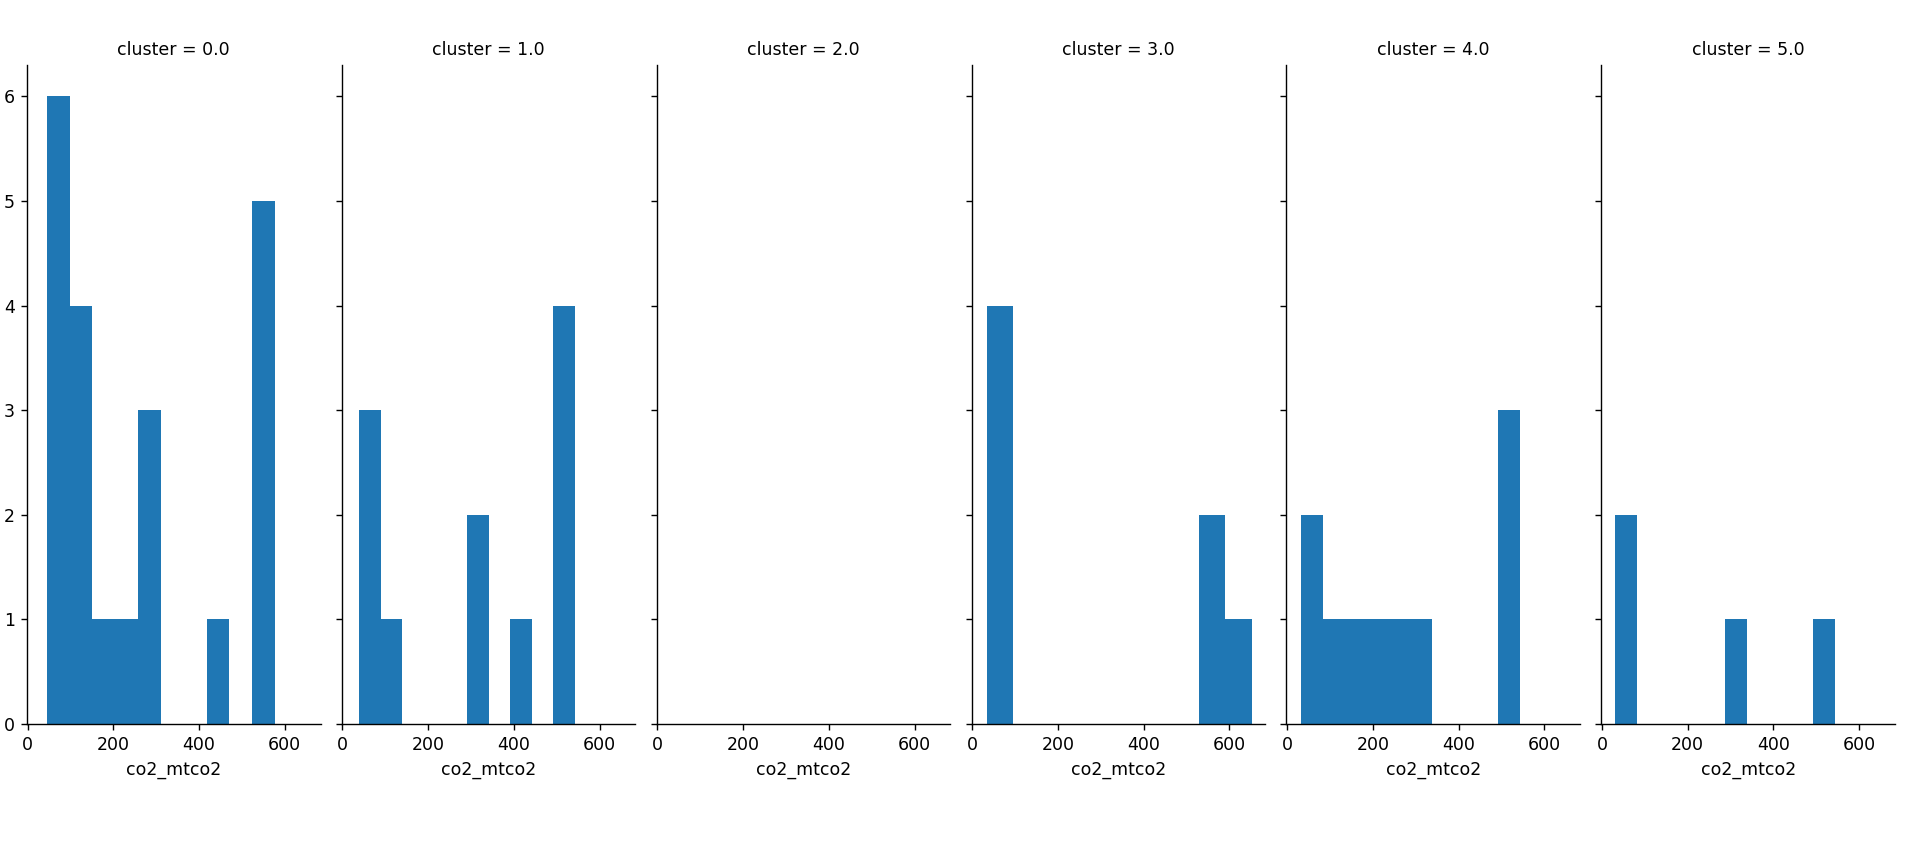 cluster = 0.0
cluster = 1.0
cluster = 2.0
cluster = 3.0
cluster = 4.0
cluster = 5.0
6
5
4
3
2
1
0
0 200 400 600
0 200 400 600
0 200 400 600
0 200 400 600
0 200 400 600
0 200 400 600
co2_mtco2
co2_mtco2
co2_mtco2
co2_mtco2
co2_mtco2
co2_mtco2